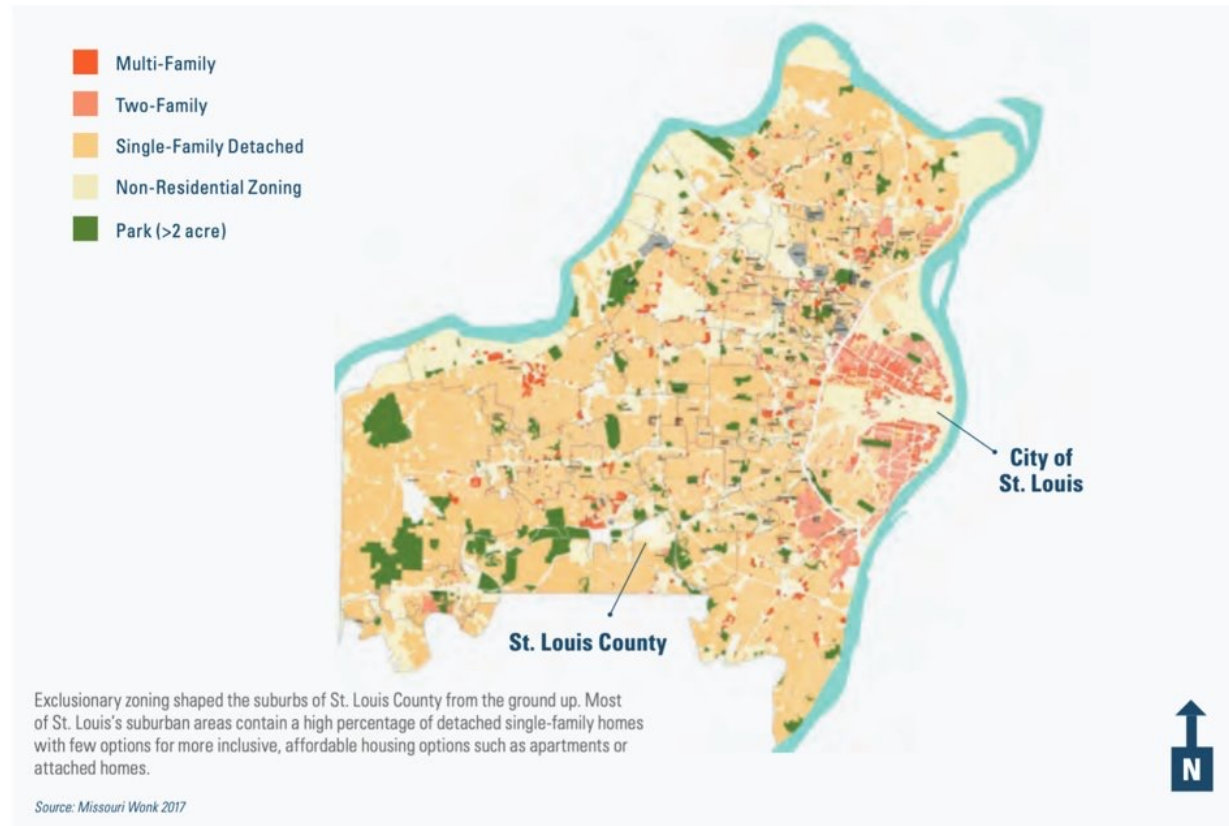 Multi-Family
Two-Family
Single-Family Detached
Non-Residential Zoning
Park (>2 acre)
City of
St. Louis
St. Louis County
Exclusionary zoning shaped the suburbs of St. Louis County from the ground up. Most
of St. Louis's suburban areas contain a high percentage of detached single-family homes
with few options for more inclusive, affordable housing options such as apartments or
attached homes.
Source: Missouri Wonk 2017
N